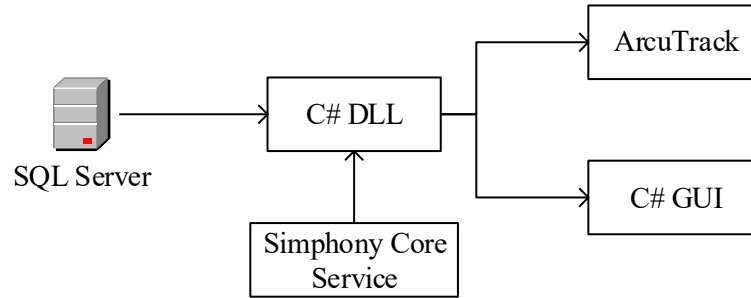 ArcuTrack
C# DLL
SQL Server
C# GUI
Simphony Core
Service